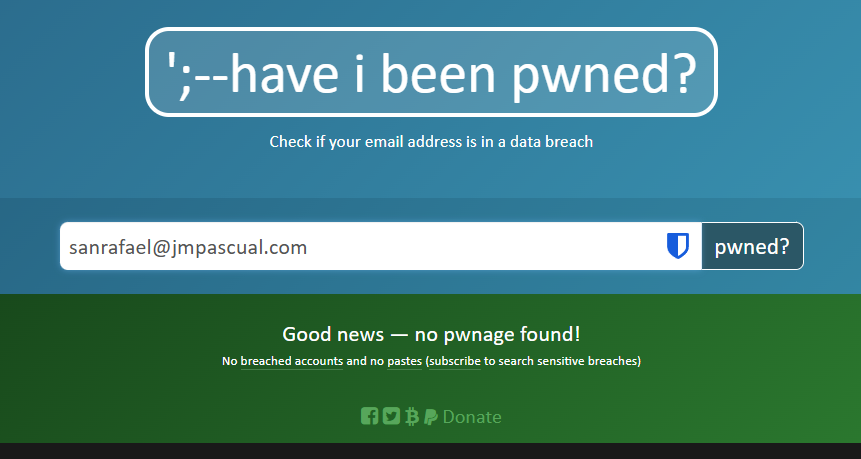 ';--have i been pwned?
Check if your email address is in a data breach
sanrafael@jmpascual.com
pwned?
Good news — no pwnage found!
No breached accounts and no pastes (subscribe to search sensitive breaches)
Donate